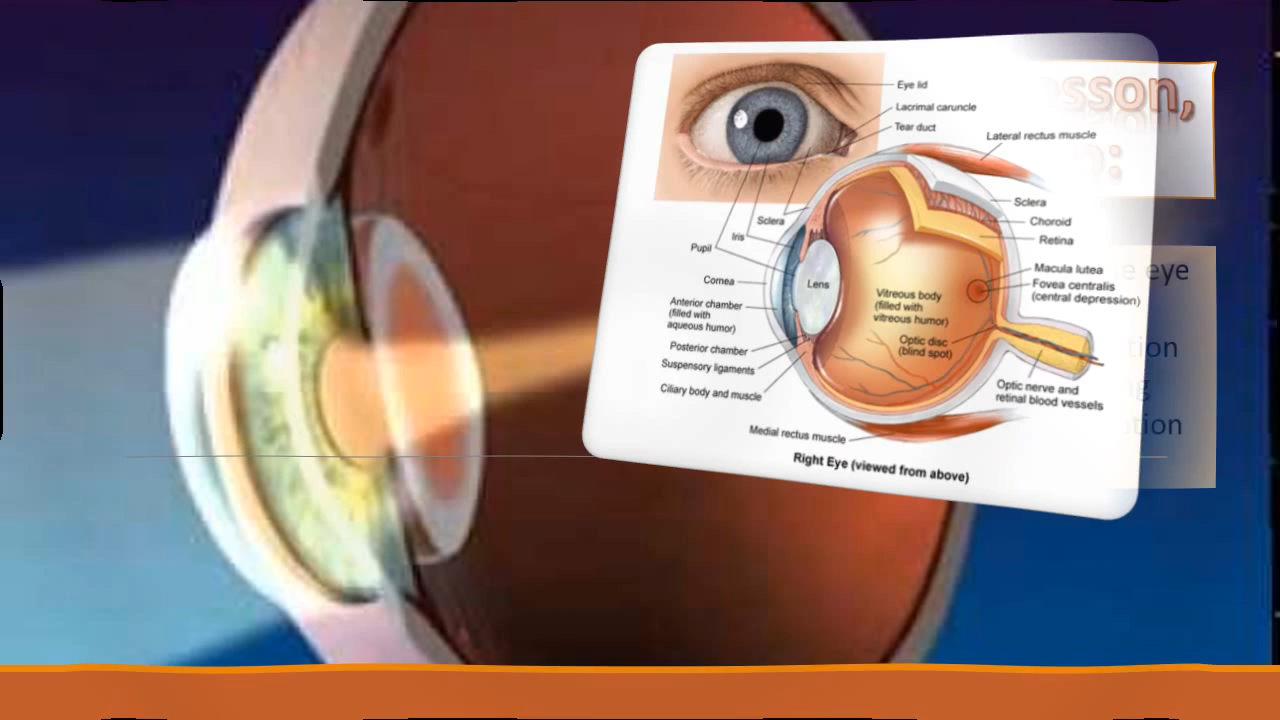 Eye lid
Lacrimal caruncle
Tear duct
Lateral rectus muscle
Sclera
Choroid
Retina
Macula lutea
Fovea centralis
(central depression)
Sclera
Iris
Pupil
Cornea
Lens
Anterior chamber
(filled with
aqueous humor)
Vitreous body
(filled with
vitreous humor)
Posterior chamber
Suspensory ligaments
Ciliary body and muscle
Optic disc
(blind spot)
Optic nerve and
retinal blood vessels
Medial rectus muscle
Right Eye (viewed from above)
eye